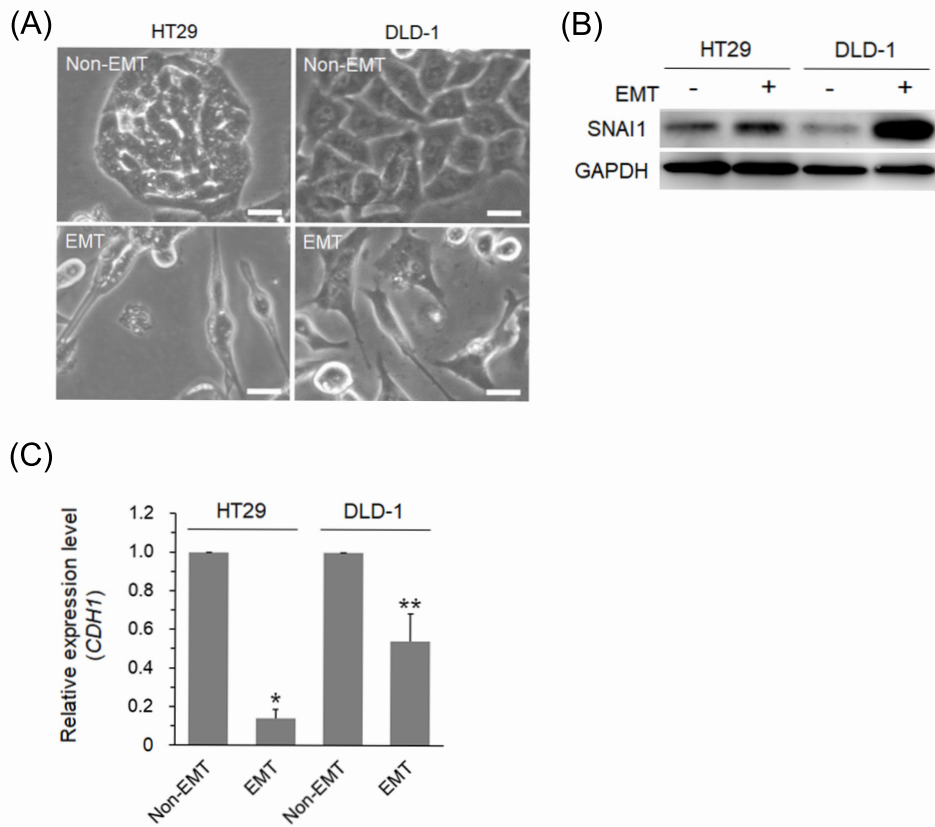 (A)
HT29 DLD-1
Non-EMT Non-EMT
EMT EMT
(B)
HT29 DLD-1
EMT - + - +
SNAI1
GAPDH
(C)
HT29 DLD-1
Relative expression level
(CDH1)
1.2
1.0
0.8
0.6
0.4
0.2
0
* **
Non-EMT EMT Non-EMT EMT